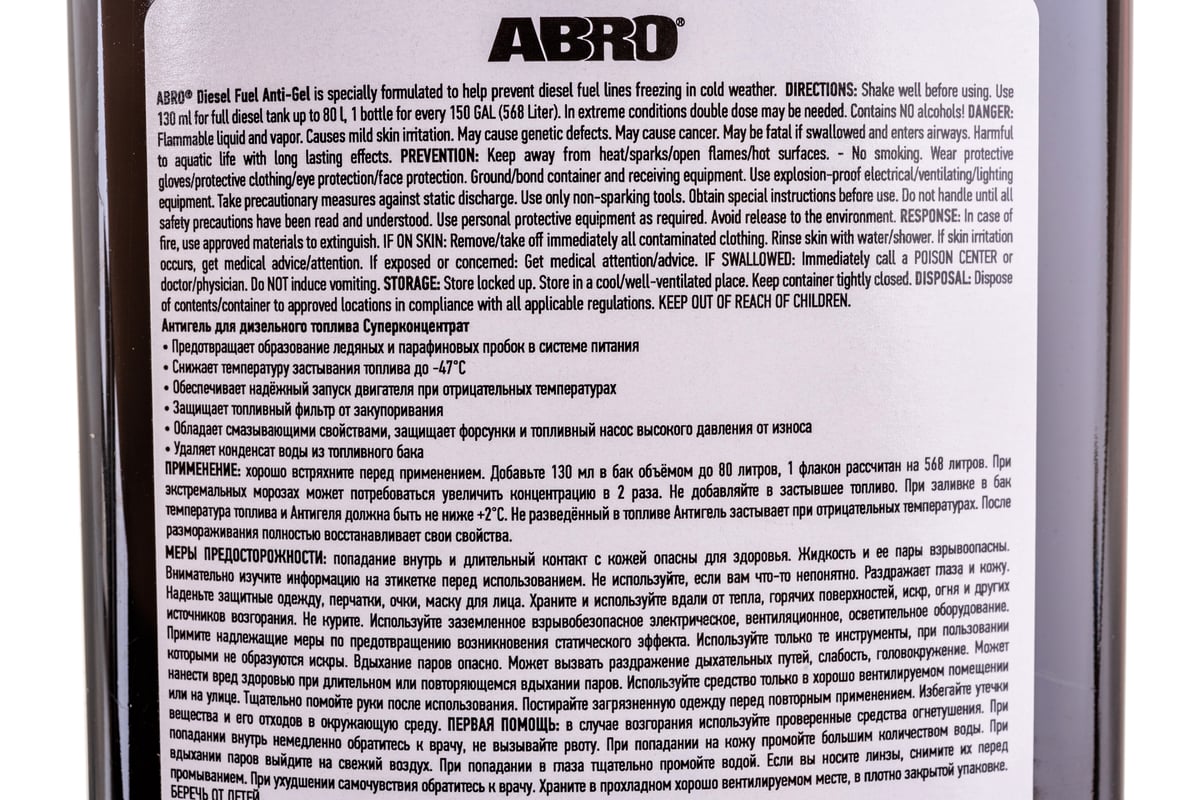 ABRO®
ABRO® Diesel Fuel Anti-Gel is specially formulated to help prevent diesel fuel lines freezing in cold weather. DIRECTIONS: Shake well before using. Use
130 ml for full diesel tank up to 80 l, 1 bottle for every 150 GAL (568 Liter). In extreme conditions double dose may be needed. Contains NO alcohols! DANGER:
Flammable liquid and vapor. Causes mild skin irritation. May cause genetic defects. May cause cancer. May be fatal if swallowed and enters airways. Harmful
to aquatic life with long lasting effects. PREVENTION: Keep away from heat/sparks/open flames/hot surfaces. - No smoking. Wear protective
gloves/protective clothing/eye protection/face protection. Ground/bond container and receiving equipment. Use explosion-proof electrical/ventilating/lighting
equipment. Take precautionary measures against static discharge. Use only non-sparking tools. Obtain special instructions before use. Do not handle until all
safety precautions have been read and understood. Use personal protective equipment as required. Avoid release to the environment. RESPONSE: In case of
fire, use approved materials to extinguish. IF ON SKIN: Remove/take off immediately all contaminated clothing. Rinse skin with water/shower. If skin irritation
occurs, get medical advice/attention. If exposed or concerned: Get medical attention/advice. IF SWALLOWED: Immediately call a POISON CENTER or
doctor/physician. Do NOT induce vomiting. STORAGE: Store locked up. Store in a cool/well-ventilated place. Keep container tightly closed. DISPOSAL: Dispose
of contents/container to approved locations in compliance with all applicable regulations. KEEP OUT OF REACH OF CHILDREN.
Антигель для дизельного топлива Суперконцентрат
• Предотвращает образование ледяных и парафиновых пробок в системе питания
• Снижает температуру застывания топлива до -47°C
• Обеспечивает надёжный запуск двигателя при отрицательных температурах
• Защищает топливный фильтр от закупоривания
• Обладает смазывающими свойствами, защищает форсунки и топливный насос высокого давления от износа
• Удаляет конденсат воды из топливного бака
ПРИМЕНЕНИЕ: хорошо встряхните перед применением. Добавьте 130 мл в бак объёмом до 80 литров, 1 флакон рассчитан на 568 литров. При
экстремальных морозах может потребоваться увеличить концентрацию в 2 раза. Не добавляйте в застывшее топливо. При заливке в бак
температура топлива и Антигеля должна быть не ниже +2°C. Не разведённый в топливе Антигель застывает при отрицательных температурах. После
размораживания полностью восстанавливает свои свойства.
МЕРЫ ПРЕДОСТОРОЖНОСТИ: попадание внутрь и длительный контакт с кожей опасны для здоровья. Жидкость и ее пары взрывоопасны.
Внимательно изучите информацию на этикетке перед использованием. Не используйте, если вам что-то непонятно. Раздражает глаза и кожу.
Наденьте защитные одежду, перчатки, очки, маску для лица. Храните и используйте вдали от тепла, горячих поверхностей, искр, огня и других
источников возгорания. Не курите. Используйте заземленное взрывобезопасное электрическое, вентиляционное, осветительное оборудование.
Примите надлежащие меры по предотвращению возникновения статического эффекта. Используйте только те инструменты, при пользовании
которыми не образуются искры. Вдыхание паров опасно. Может вызвать раздражение дыхательных путей, слабость, головокружение. Может
нанести вред здоровью при длительном или повторяющемся вдыхании паров. Используйте средство только в хорошо вентилируемом помещении
или на улице. Тщательно помойте руки после использования. Постирайте загрязненную одежду перед повторным применением. Избегайте утечки
вещества и его отходов в окружающую среду. ПЕРВАЯ ПОМОЩЬ: в случае возгорания используйте проверенные средства огнетушения. При
попадании внутрь немедленно обратитесь к врачу, не вызывайте рвоту. При попадании на кожу промойте большим количеством воды. При
вдыхании паров выйдите на свежий воздух. При попадании в глаза тщательно промойте водой. Если вы носите линзы, снимите их перед
промыванием. При ухудшении самочувствия обратитесь к врачу. Храните в прохладном хорошо вентилируемом месте, в плотно закрытой упаковке.
БЕРЕЧЬ ОТ ДЕТЕЙ